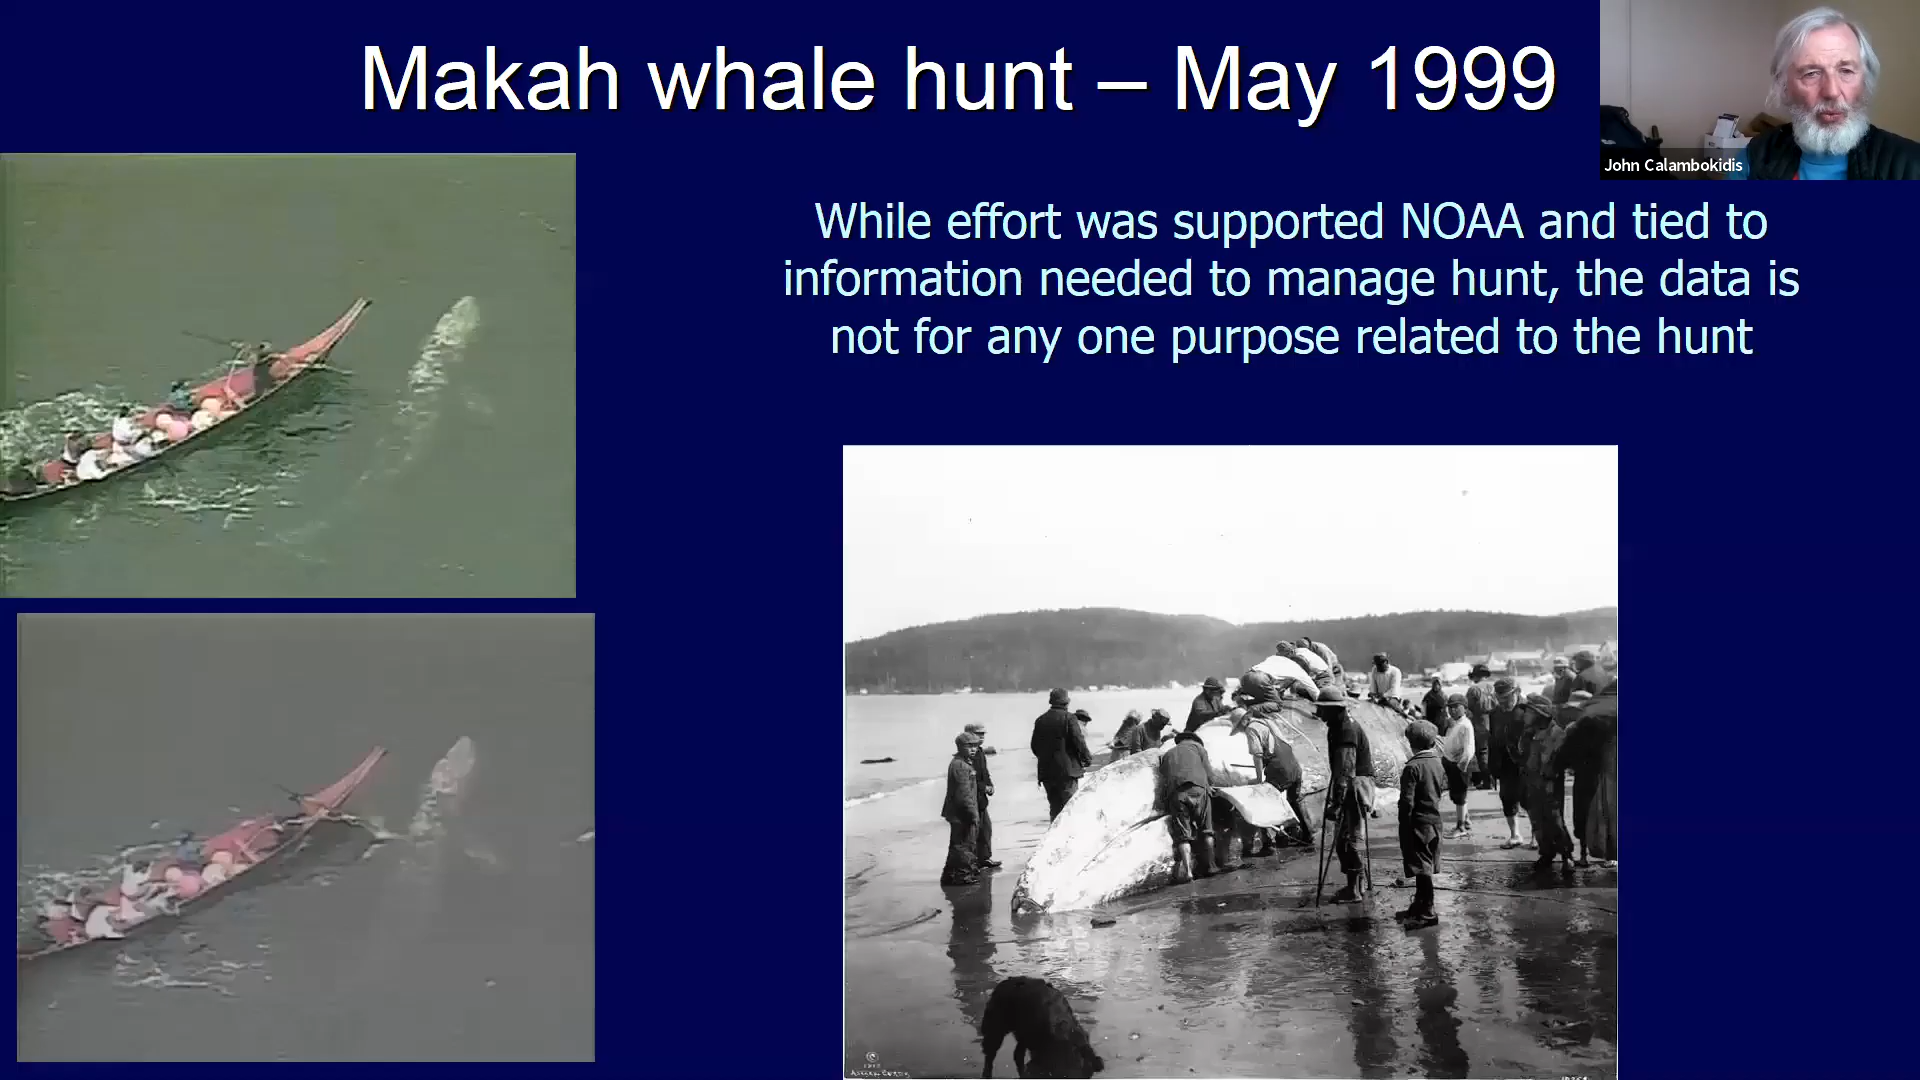 Makah whale hunt – May 1999
John Calambokidis
While effort was supported NOAA and tied to
information needed to manage hunt, the data is
not for any one purpose related to the hunt